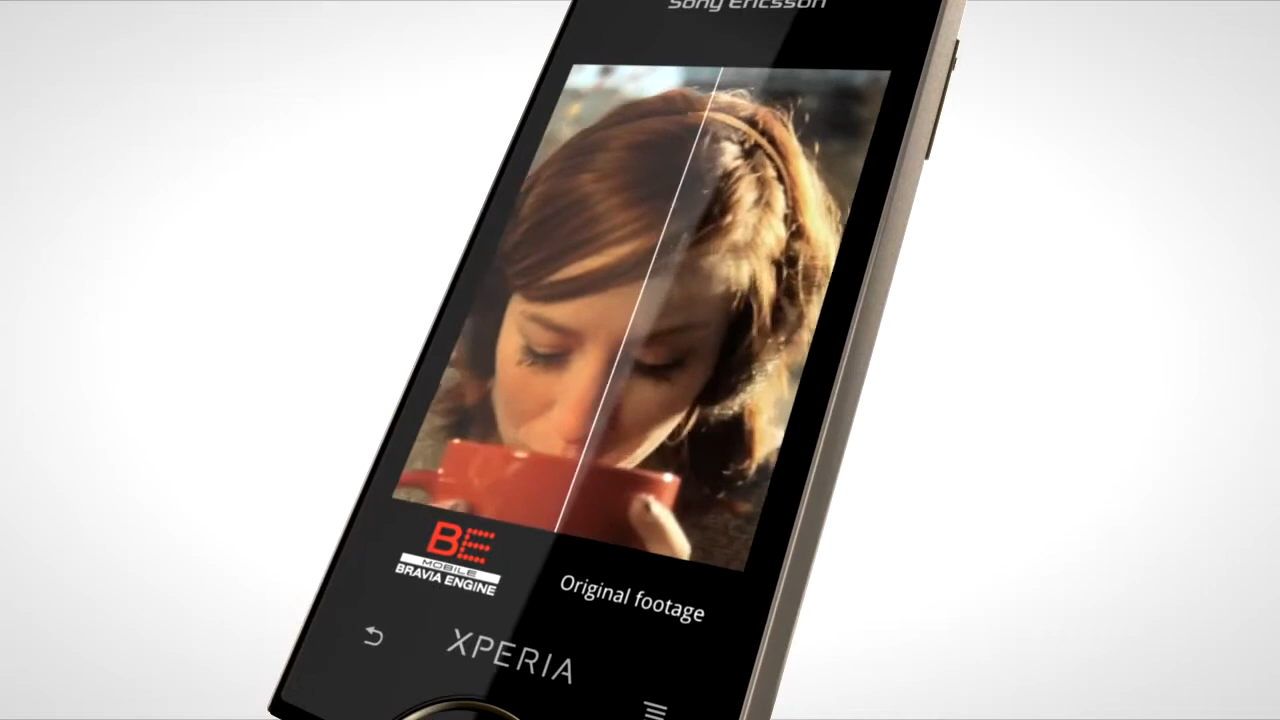 Sony Ericsson
BE
MOBILE
BRAVIA ENGINE
Original footage
XPERIA